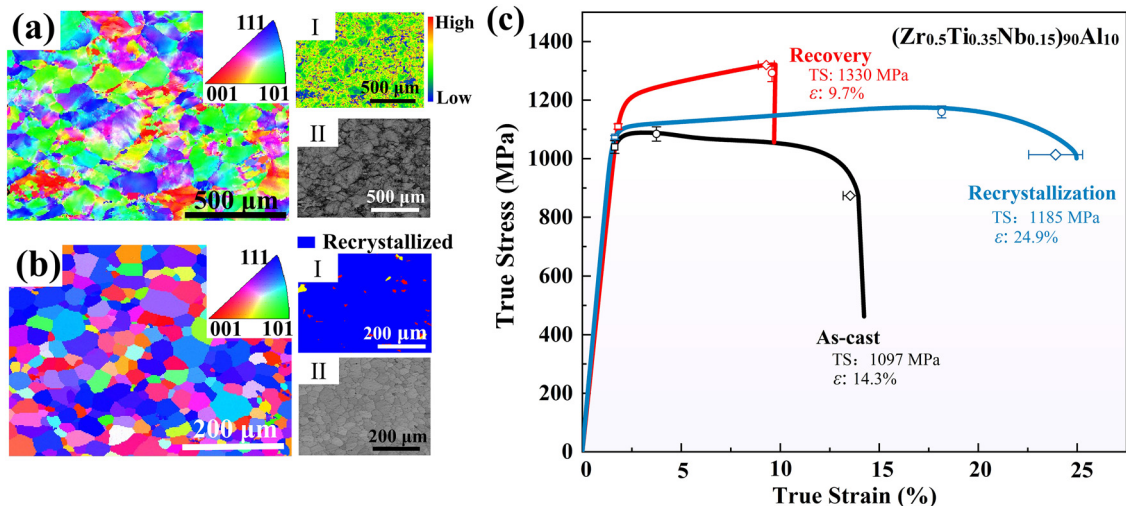 (a)
111
001 101
500 µm
I
High
Low
500 µm
II
500 µm
(b)
111
001 101
200 µm
Recrystallized
I
200 µm
II
200 µm
(c)
(Zr0.5Ti0.35Nb0.15)90Al10
Recovery
TS: 1330 MPa
ε: 9.7%
Recrystallization
TS: 1185 MPa
ε: 24.9%
As-cast
TS: 1097 MPa
ε: 14.3%
True Stress (MPa)
1400
1200
1000
800
600
400
200
0
0 5 10 15 20 25
True Strain (%)